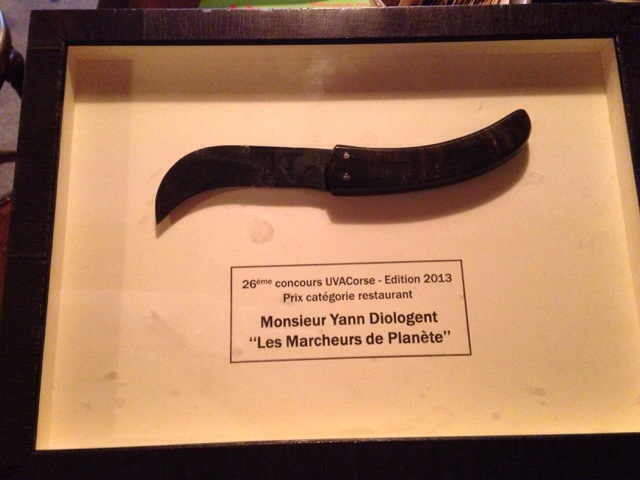 26ème concours UVACorse - Edition 2013
Prix catégorie restaurant
Monsieur Yann Diologent
“Les Marcheurs de Planète”